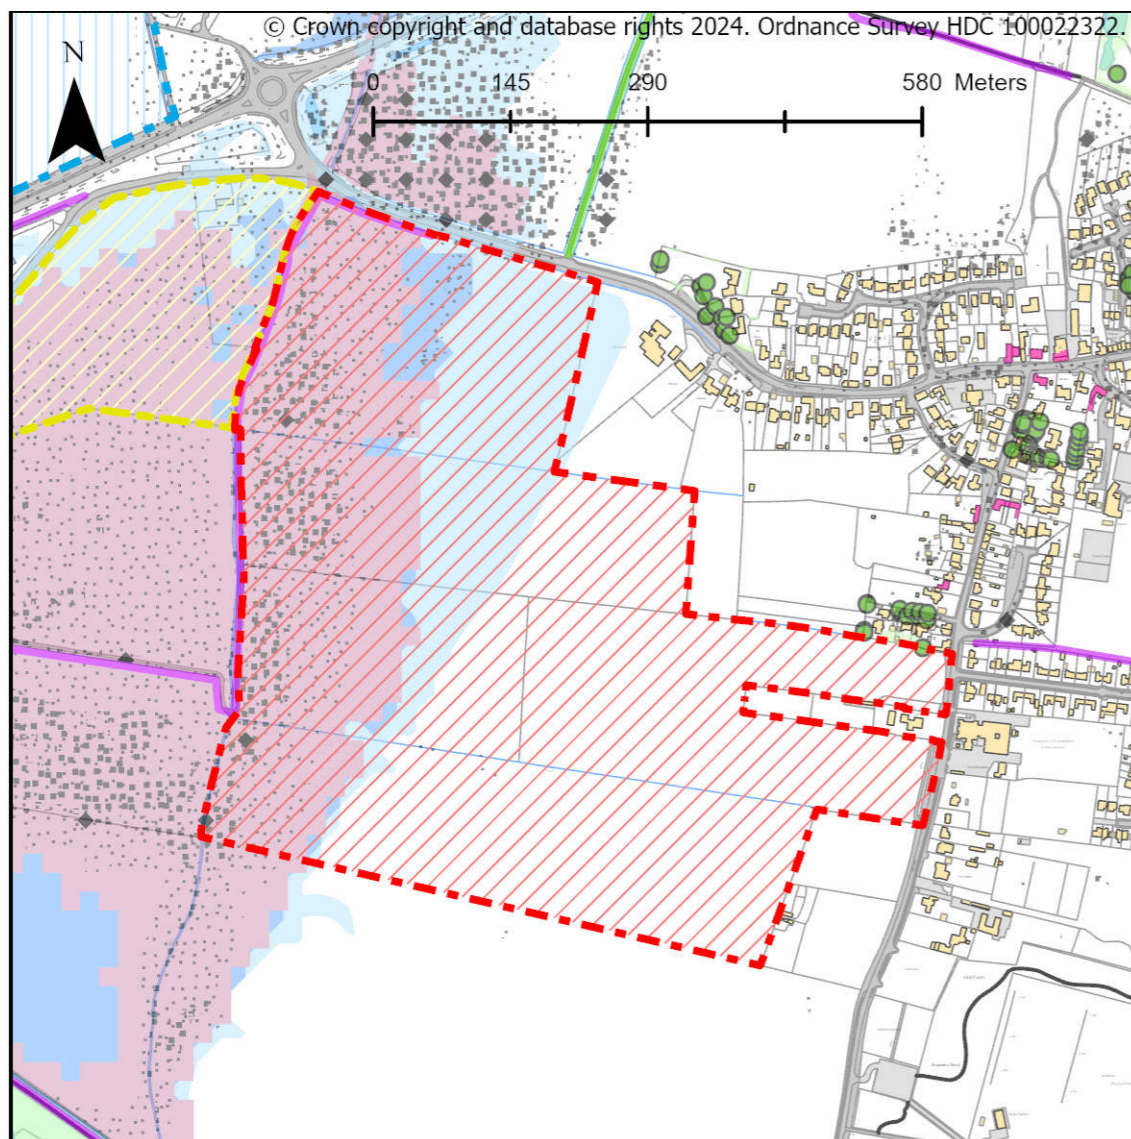 © Crown copyright and database rights 2024. Ordnance Survey HDC 100022322.
N
0 145 290 580 Meters